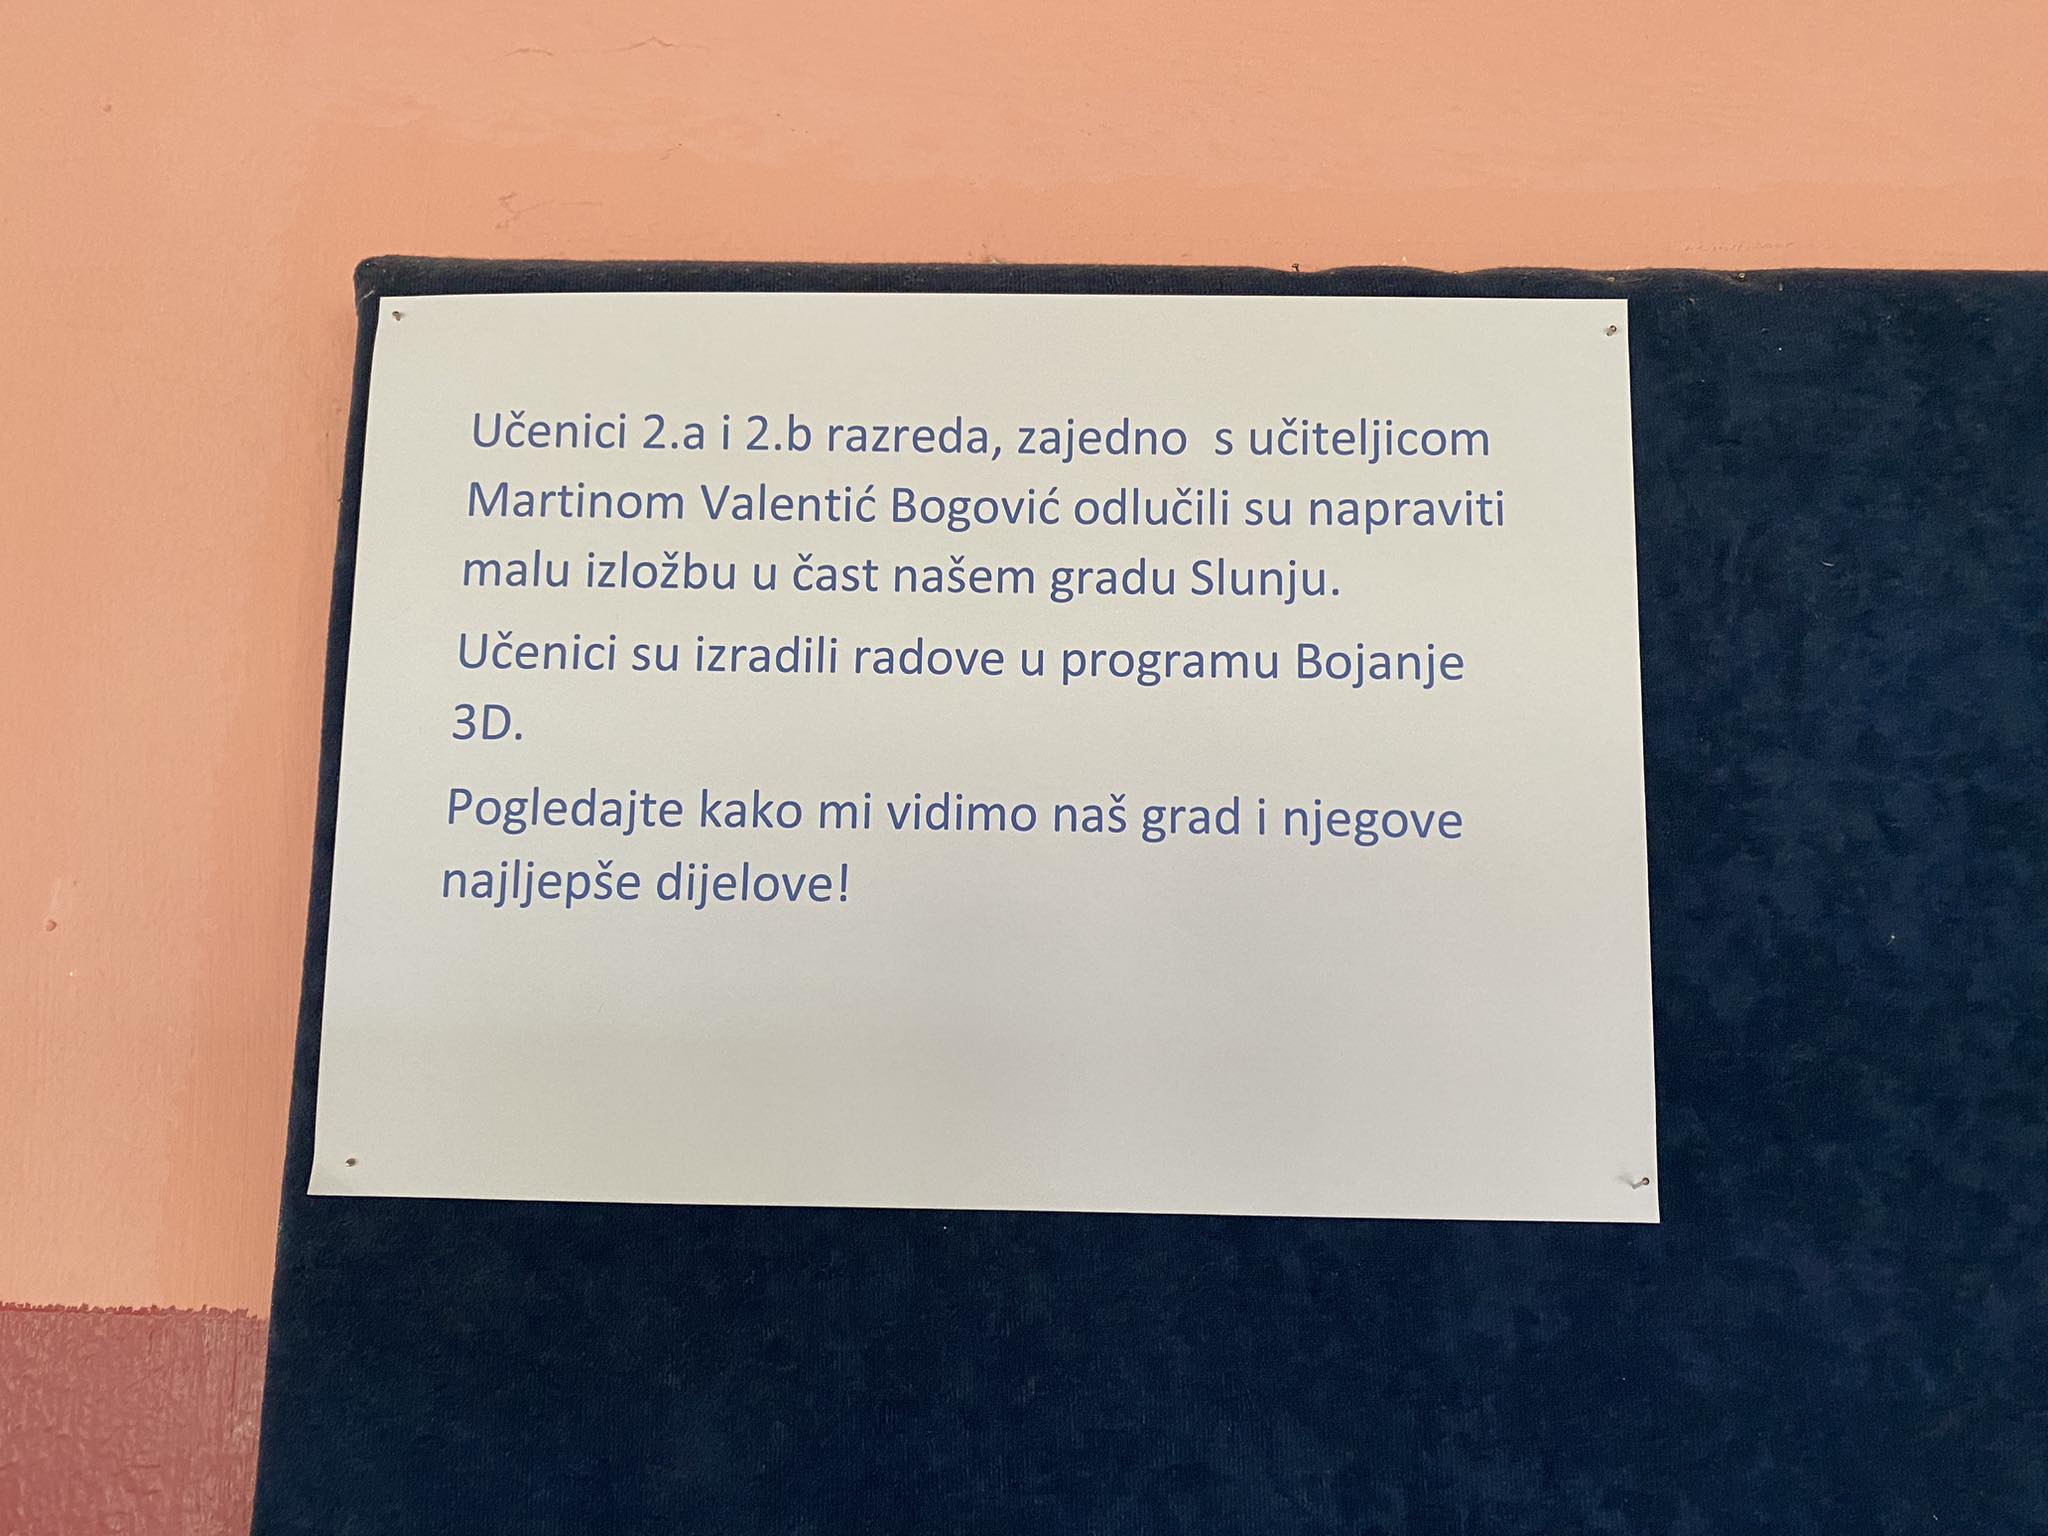 Učenici 2.a i 2.b razreda, zajedno  s učiteljicom
Martinom Valentić Bogović odlučili su napraviti
malu izložbu u čast našem gradu Slunju.
Učenici su izradili radove u programu Bojanje
3D.
Pogledajte kako mi vidimo naš grad i njegove
najljepše dijelove!